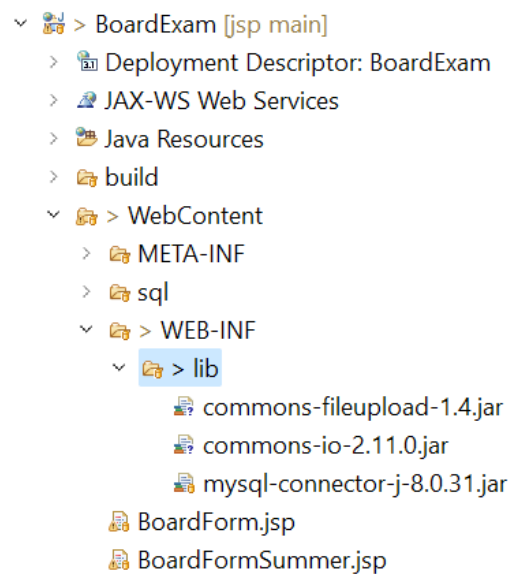 > BoardExam [jsp main]
> Deployment Descriptor: BoardExam
> JAX-WS Web Services
> Java Resources
> build
> WebContent
> META-INF
> sql
> WEB-INF
> lib
commons-fileupload-1.4.jar
commons-io-2.11.0.jar
mysql-connector-j-8.0.31.jar
BoardForm.jsp
BoardFormSummer.jsp